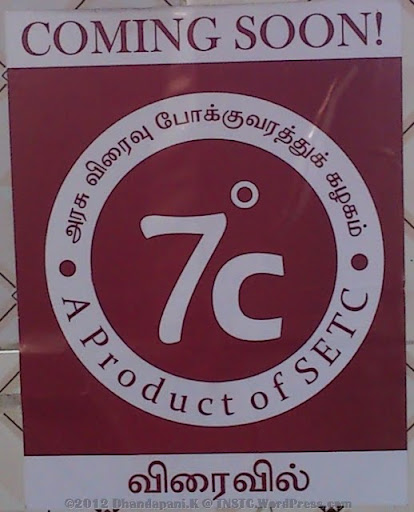 COMING SOON!
அரசு விரைவு போக்குவரத்துக் கழகம்
7°c
A Product of SETC
விரைவில்
©2012 Dhandapani.K @ TNSTC.WordPress.com